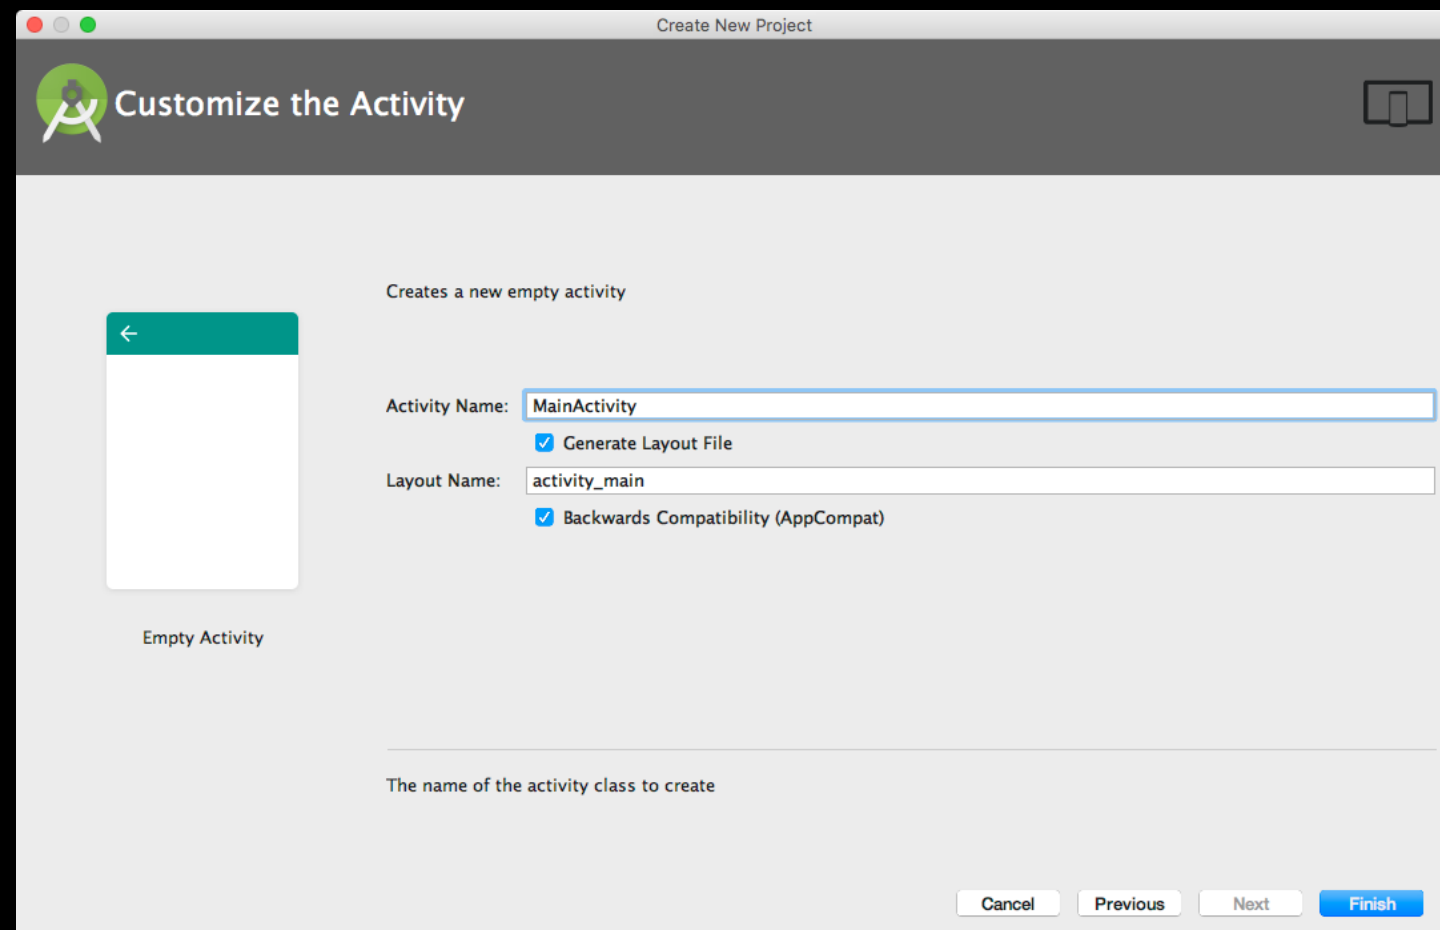 Create New Project
Customize the Activity
Creates a new empty activity
Activity Name: MainActivity
Generate Layout File
Layout Name: activity_main
Backwards Compatibility (AppCompat)
Empty Activity
The name of the activity class to create
Cancel Previous Next Finish